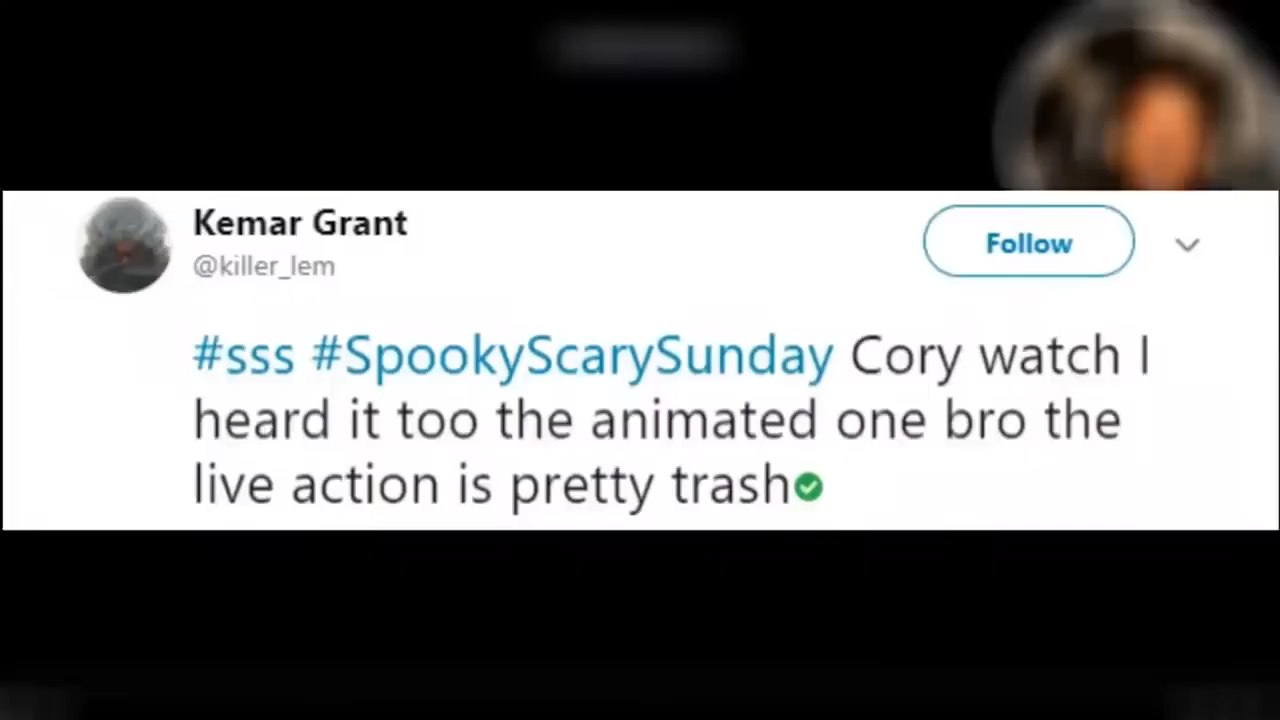 Kemar Grant
@killer_lem
Follow
#sss #SpookyScarySunday Cory watch I
heard it too the animated one bro the
live action is pretty trash